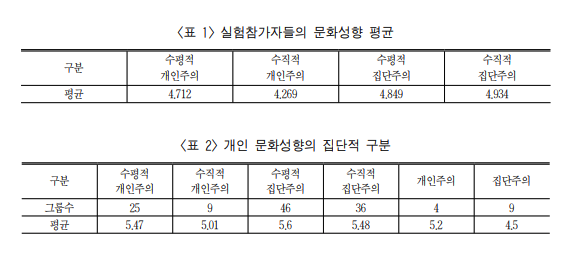 〈표 1〉 실험참가자들의 문화성향 평균
구분 수평적 개인주의 수직적 개인주의 수평적 집단주의 수직적 집단주의
평균 4.712 4.269 4.849 4.934
〈표 2〉 개인 문화성향의 집단적 구분
구분 수평적 개인주의 수직적 개인주의 수평적 집단주의 수직적 집단주의 개인주의 집단주의
그룹수 25 9 46 36 4 9
평균 5.47 5.01 5.6 5.48 5.2 4.5